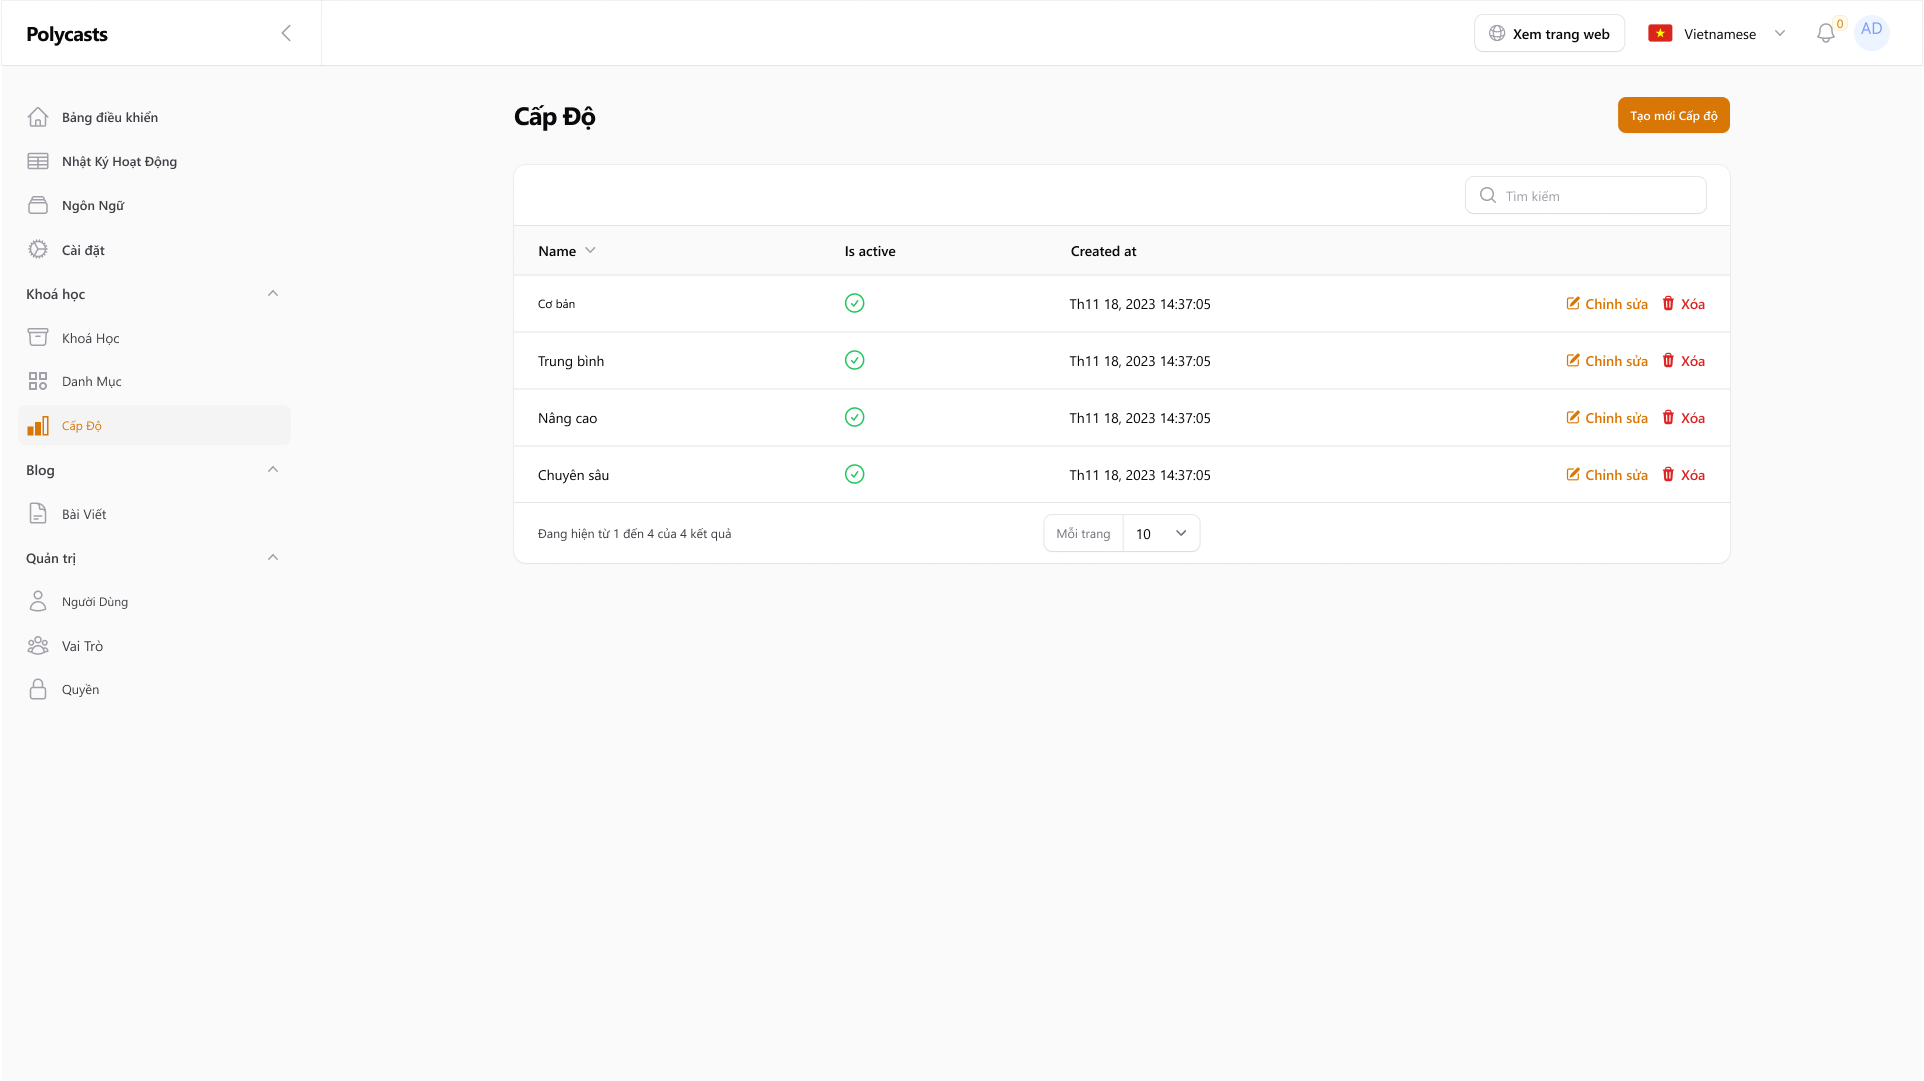 Polycasts
Xem trang web
Vietnamese
0
AD
Bảng điều khiển
Nhật Ký Hoạt Động
Ngôn Ngữ
Cài đặt
Khoá học
Khoá Học
Danh Mục
Cấp Độ
Blog
Bài Viết
Quản trị
Người Dùng
Vai Trò
Quyền
Cấp Độ
Tạo mới Cấp độ
Tìm kiếm
Name Is active Created at
Cơ bản Th11 18, 2023 14:37:05 Chỉnh sửa Xóa
Trung bình Th11 18, 2023 14:37:05 Chỉnh sửa Xóa
Nâng cao Th11 18, 2023 14:37:05 Chỉnh sửa Xóa
Chuyên sâu Th11 18, 2023 14:37:05 Chỉnh sửa Xóa
Đang hiện từ 1 đến 4 của 4 kết quả Mỗi trang 10